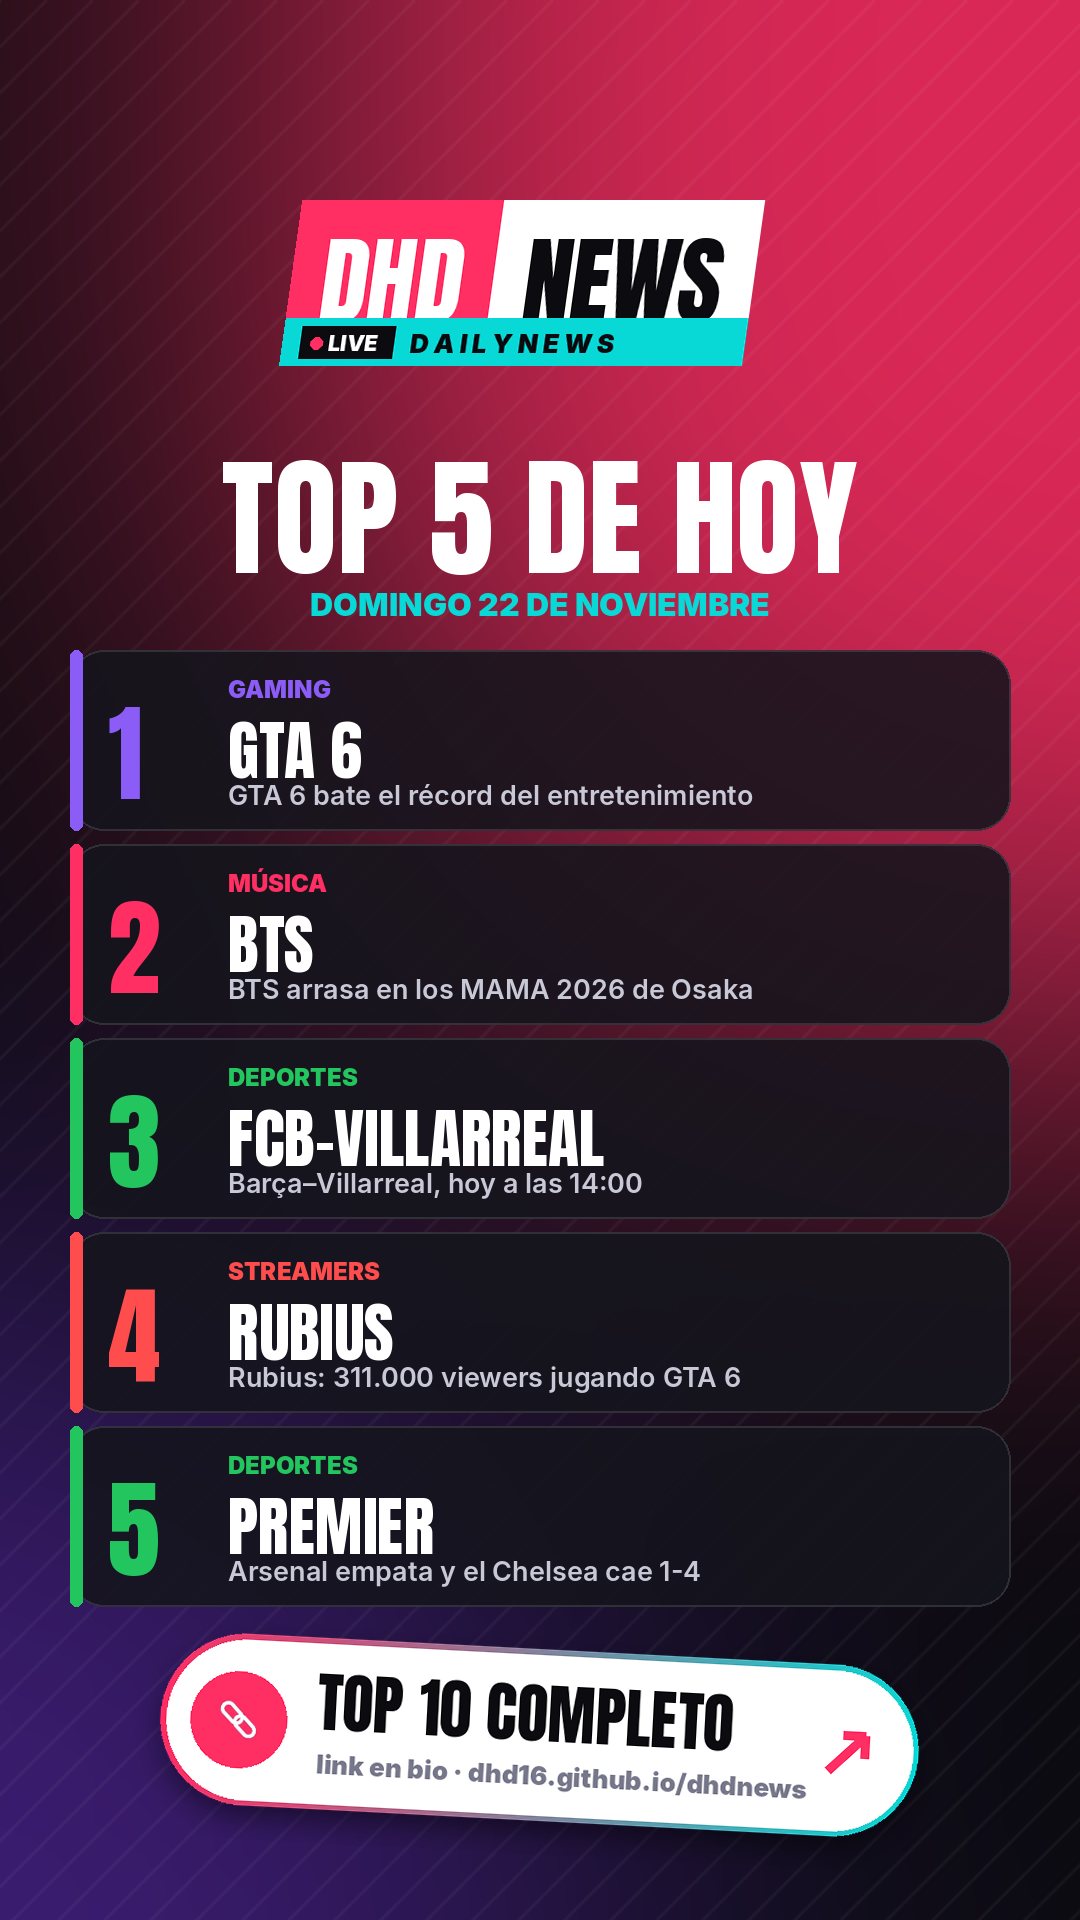 DHD NEWS
LIVE DAILYNEWS
TOP 5 DE HOY
DOMINGO 22 DE NOVIEMBRE
1
GAMING
GTA 6
GTA 6 bate el récord del entretenimiento
2
MÚSICA
BTS
BTS arrasa en los MAMA 2026 de Osaka
3
DEPORTES
FCB-VILLARREAL
Barça–Villarreal, hoy a las 14:00
4
STREAMERS
RUBIUS
Rubius: 311.000 viewers jugando GTA 6
5
DEPORTES
PREMIER
Arsenal empata y el Chelsea cae 1-4
TOP 10 COMPLETO
link en bio · dhd16.github.io/dhdnews